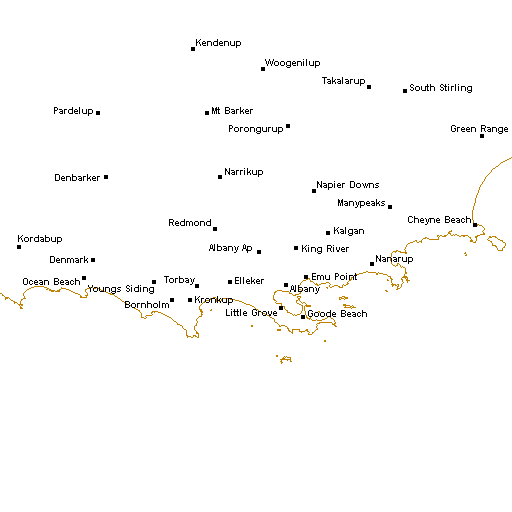 Kendenup
Woogenilup
Takalarup
South Stirling
Pardelup
Mt Barker
Porongurup
Green Range
Denbarker
Narrikup
Napier Downs
Manypeaks
Cheyne Beach
Redmond
Kalgan
Kordabup
Albany Ap
King River
Denmark
Nanarup
Ocean Beach
Youngs Siding
Torbay
Elleker
Emu Point
Albany
Bornholm
Kronkup
Little Grove
Goode Beach